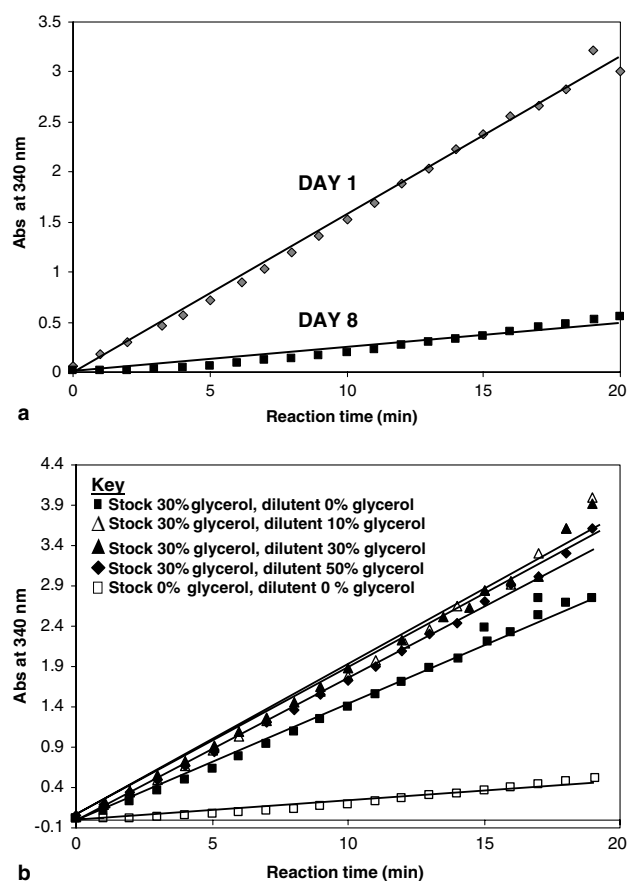 3.5
3
2.5
2
1.5
1
0.5
0
Abs at 340 nm
DAY 1
DAY 8
0 5 10 15 20
Reaction time (min)
a
4.4
3.9
3.4
2.9
2.4
1.9
1.4
0.9
0.4
-0.1
Abs at 340 nm
Key
Stock 30% glycerol, dilutent 0% glycerol
Stock 30% glycerol, dilutent 10% glycerol
Stock 30% glycerol, dilutent 30% glycerol
Stock 30% glycerol, dilutent 50% glycerol
Stock 0% glycerol, dilutent 0 % glycerol
0 5 10 15 20
Reaction time (min)
b